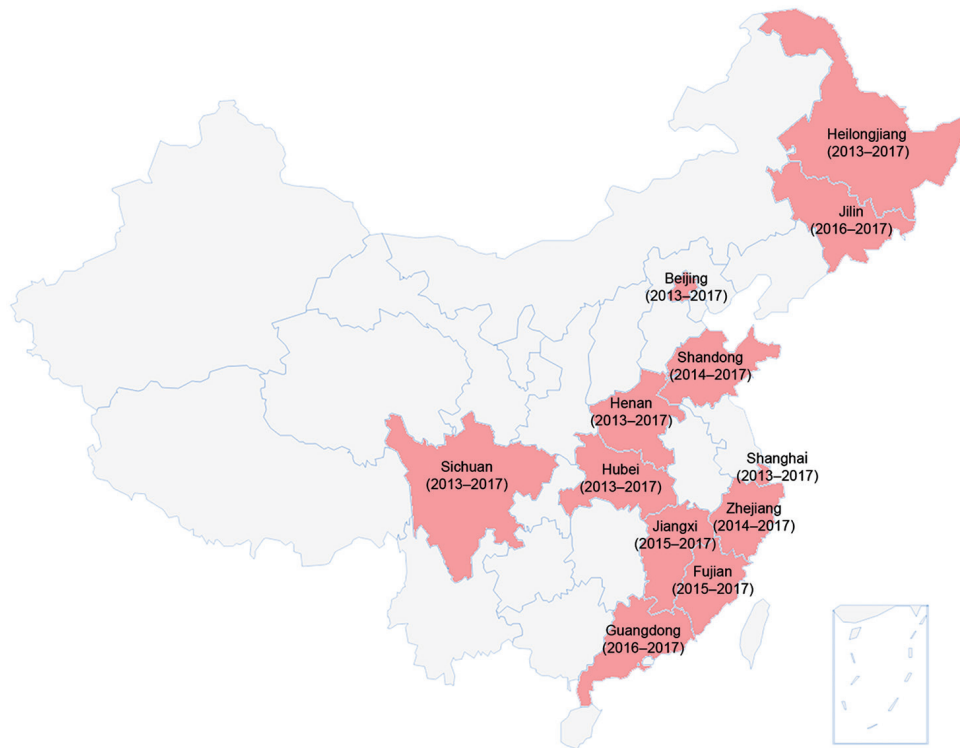 Heilongjiang
(2013–2017)
Jilin
(2016–2017)
Beijing
(2013–2017)
Shandong
(2014–2017)
Henan
(2013–2017)
Shanghai
(2013–2017)
Sichuan
(2013–2017)
Hubei
(2013–2017)
Zhejiang
(2014–2017)
Jiangxi
(2015–2017)
Fujian
(2015–2017)
Guangdong
(2016–2017)